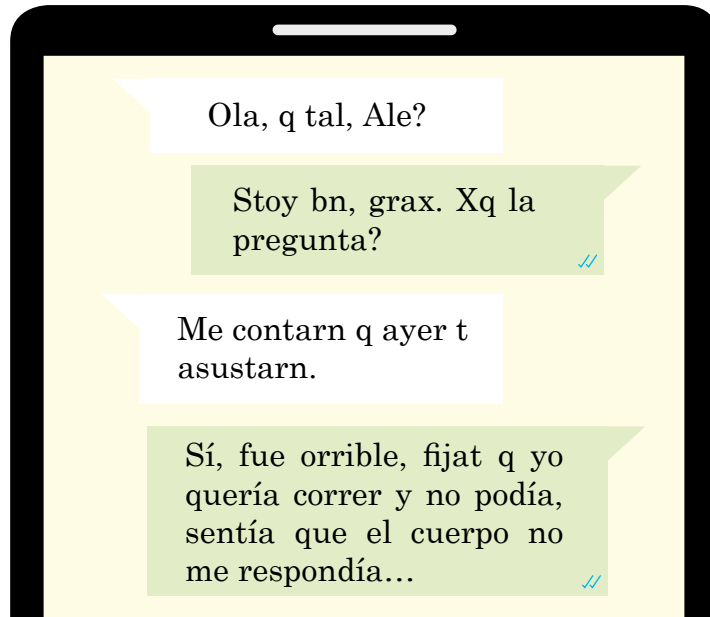 Ola, q tal, Ale?
Stoy bn, grax. Xq la
pregunta?
Me contarn q ayer t
asustarn.
Sí, fue orrible, fijat q yo
quería correr y no podía,
sentía que el cuerpo no
me respondía...